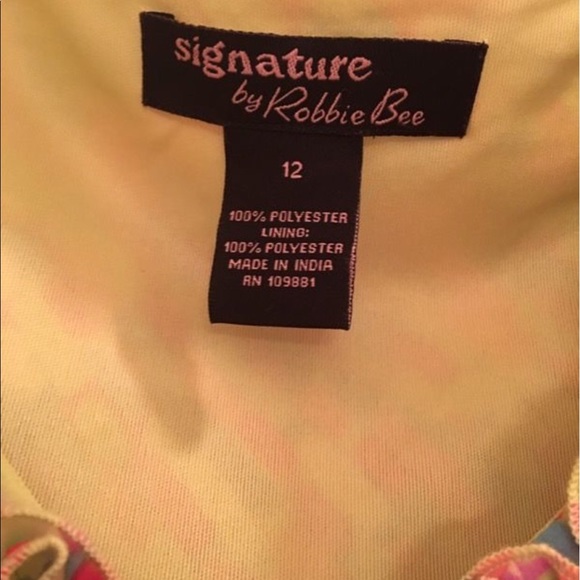 signature
by Robbie Bee
12
100% POLYESTER
LINING:
100% POLYESTER
MADE IN INDIA
RN 109881